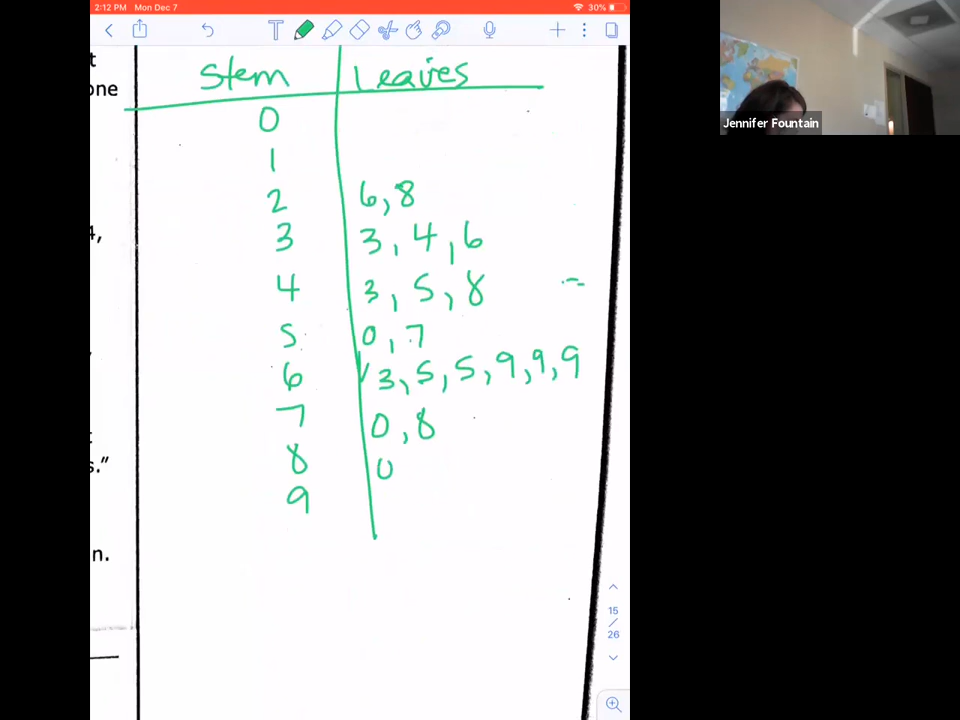 2:12 PM Mon Dec 7
30%
T
Stem Leaves
one
0
1
2 6,8
3 3,4,6
4, 4 3,5,8
5 0,7
6 3,5,5,9,9,9
7 0,8
s.” 8 0
9
n.
15
/
26
Jennifer Fountain